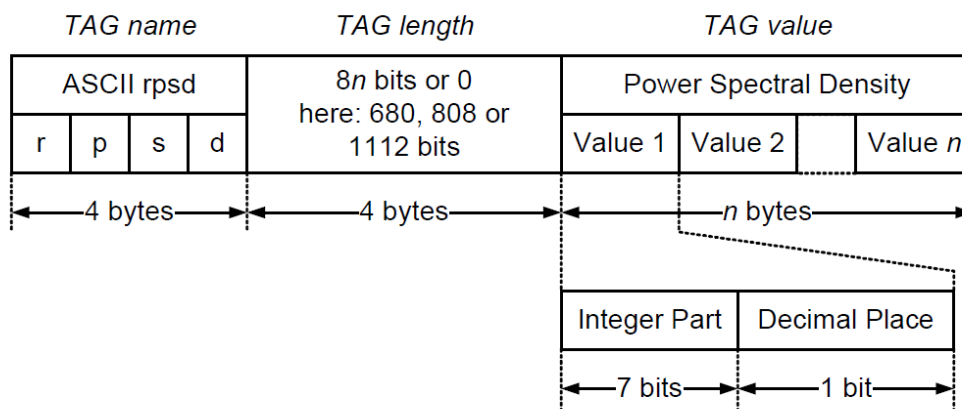 TAG name TAG length TAG value
ASCII rpsd
8n bits or 0
here: 680, 808 or
1112 bits
Power Spectral Density
r p s d
Value 1 Value 2 Value n
4 bytes 4 bytes n bytes
Integer Part Decimal Place
7 bits 1 bit